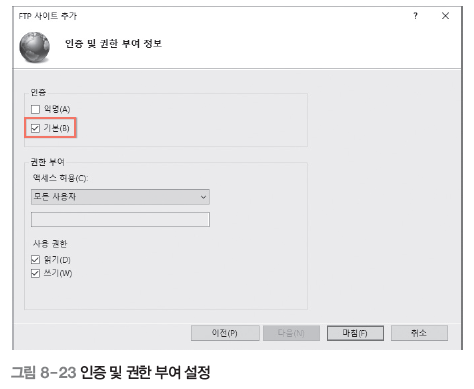 FTP 사이트 추가
인증 및 권한 부여 정보
인증
익명(A)
기본(B)
권한 부여
액세스 허용(C):
모든 사용자
사용 권한
읽기(D)
쓰기(W)
이전(P) 다음(N) 마침(F) 취소
그림 8-23 인증 및 권한 부여 설정